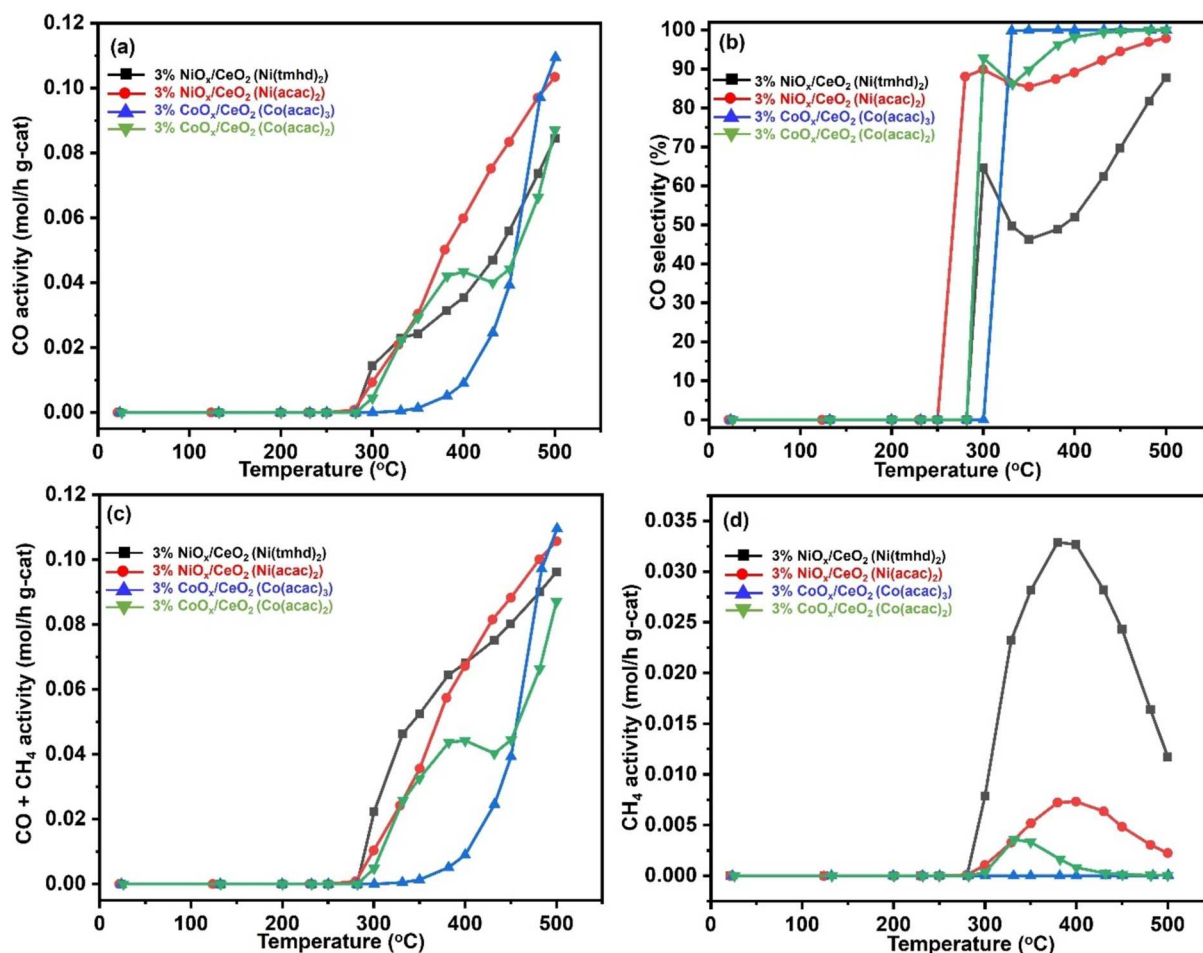 (a)
3% NiOₓ/CeO₂ (Ni(tmhd)₂)
3% NiOₓ/CeO₂ (Ni(acac)₂)
3% CoOₓ/CeO₂ (Co(acac)₃)
3% CoOₓ/CeO₂ (Co(acac)₂)
CO activity (mol/h g-cat)
0.12
0.10
0.08
0.06
0.04
0.02
0.00
0 100 200 300 400 500
Temperature (°C)
(b)
3% NiOₓ/CeO₂ (Ni(tmhd)₂)
3% NiOₓ/CeO₂ (Ni(acac)₂)
3% CoOₓ/CeO₂ (Co(acac)₃)
3% CoOₓ/CeO₂ (Co(acac)₂)
CO selectivity (%)
100
90
80
70
60
50
40
30
20
10
0
0 100 200 300 400 500
Temperature (°C)
(c)
3% NiOₓ/CeO₂ (Ni(tmhd)₂)
3% NiOₓ/CeO₂ (Ni(acac)₂)
3% CoOₓ/CeO₂ (Co(acac)₃)
3% CoOₓ/CeO₂ (Co(acac)₂)
CO + CH₄ activity (mol/h g-cat)
0.12
0.10
0.08
0.06
0.04
0.02
0.00
0 100 200 300 400 500
Temperature (°C)
(d)
3% NiOₓ/CeO₂ (Ni(tmhd)₂)
3% NiOₓ/CeO₂ (Ni(acac)₂)
3% CoOₓ/CeO₂ (Co(acac)₃)
3% CoOₓ/CeO₂ (Co(acac)₂)
CH₄ activity (mol/h g-cat)
0.035
0.030
0.025
0.020
0.015
0.010
0.005
0.000
0 100 200 300 400 500
Temperature (°C)